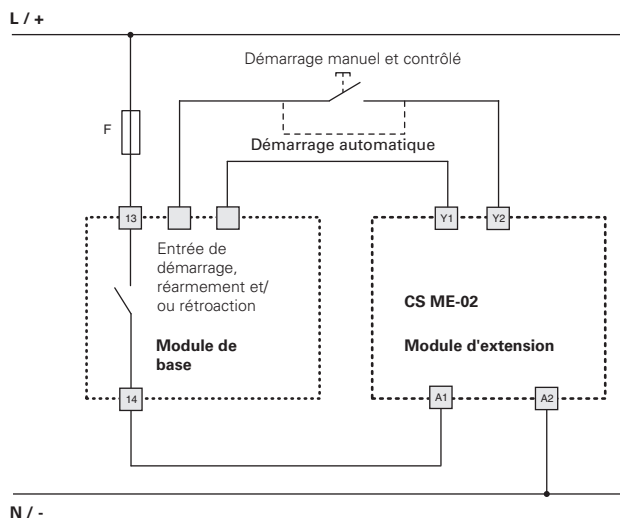 L / +
Démarrage manuel et contrôlé
F
Démarrage automatique
13
Y1
Y2
Entrée de
démarrage,
réarmement et/
ou rétroaction
CS ME-02
Module de
base
Module d'extension
14
A1
A2
N / -